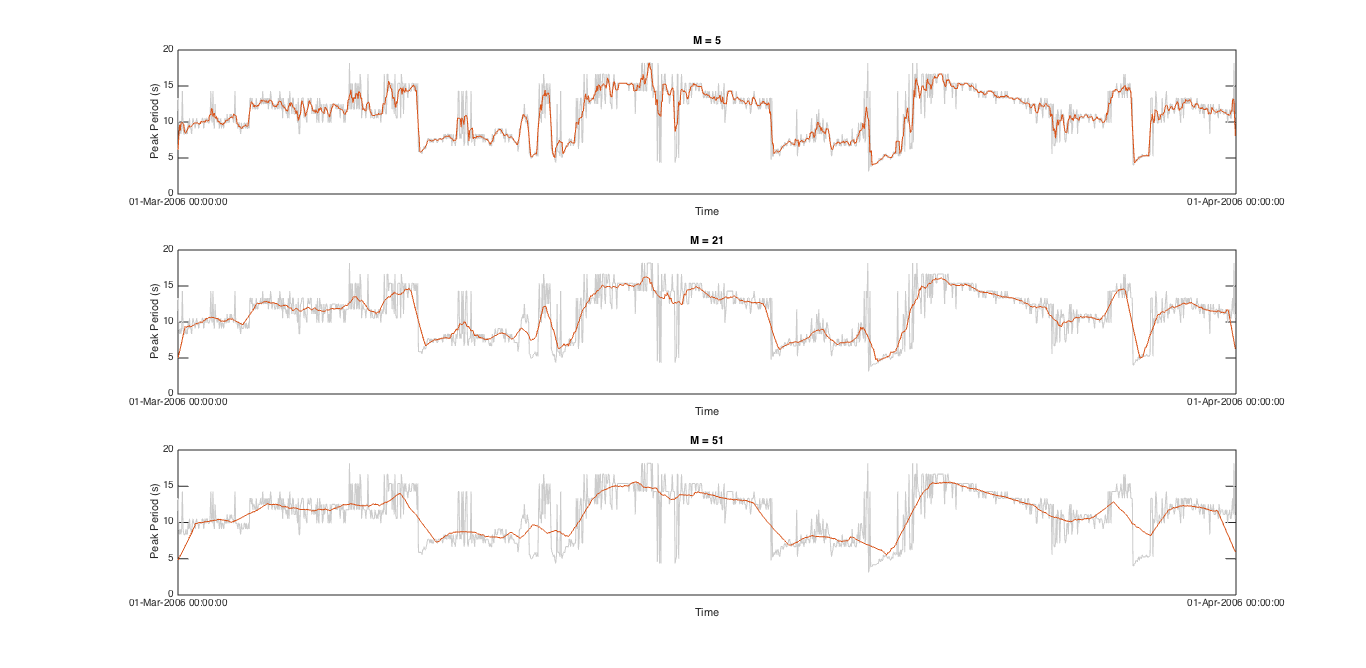 M = 5
20
15
10
5
0
Peak Period (s)
01-Mar-2006 00:00:00
01-Apr-2006 00:00:00
Time
M = 21
20
15
10
5
0
Peak Period (s)
01-Mar-2006 00:00:00
01-Apr-2006 00:00:00
Time
M = 51
20
15
10
5
0
Peak Period (s)
01-Mar-2006 00:00:00
01-Apr-2006 00:00:00
Time